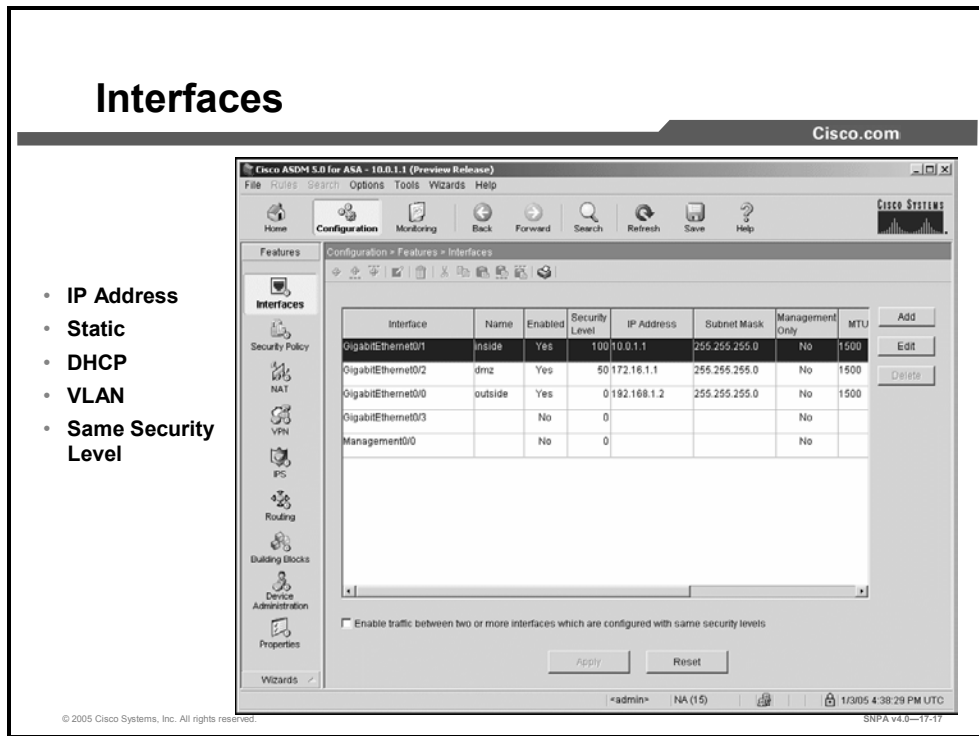 Interfaces
Cisco.com
• IP Address
• Static
• DHCP
• VLAN
• Same Security
Level
Cisco ASDM 5.0 for ASA - 10.0.1.1 (Preview Release)
File Rules Search Options Tools Wizards Help
Home Configuration Monitoring Back Forward Search Refresh Save Help
CISCO SYSTEMS
Features
Configuration > Features > Interfaces
Interfaces
Security Policy
NAT
VPN
IPS
Routing
Building Blocks
Device
Administration
Properties
Wizards
Interface Name Enabled Security Level IP Address Subnet Mask Management Only MTU
GigabitEthernet0/1 inside Yes 100 10.0.1.1 255.255.255.0 No 1500
GigabitEthernet0/2 dmz Yes 50 172.16.1.1 255.255.255.0 No 1500
GigabitEthernet0/0 outside Yes 0 192.168.1.2 255.255.255.0 No 1500
GigabitEthernet0/3 No 0 No
Management0/0 No 0 No
Add
Edit
Delete
Enable traffic between two or more interfaces which are configured with same security levels
Apply Reset
<admin> NA (15) 1/3/05 4:38:29 PM UTC
© 2005 Cisco Systems, Inc. All rights reserved.
SNPA v4.0—17-17